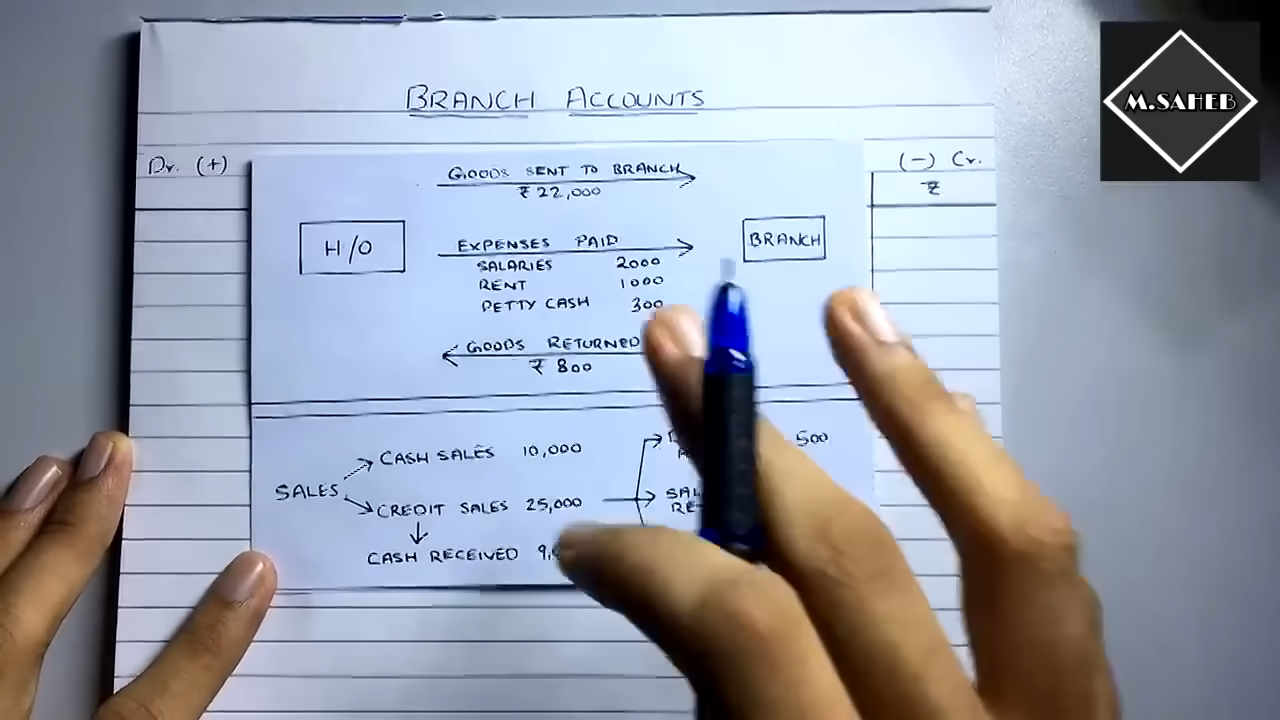 BRANCH ACCOUNTS
M.SAHEB
Dr. (+)
(-) Cr.
₹
GOODS SENT TO BRANCH
₹ 22,000
H/O
BRANCH
EXPENSES PAID
SALARIES 2000
RENT 1000
PETTY CASH 300
GOODS RETURNED
₹ 800
CASH SALES 10,000
500
SALES
CREDIT SALES 25,000
CASH RECEIVED